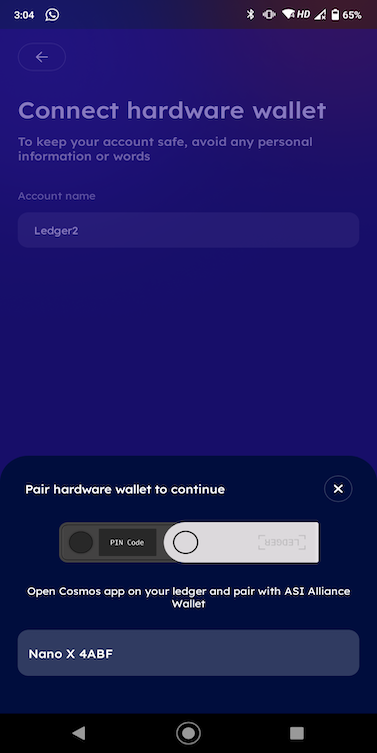 3:04
HD
65%
Connect hardware wallet
To keep your account safe, avoid any personal
information or words
Account name
Ledger2
Pair hardware wallet to continue
PIN Code
LEDGER
Open Cosmos app on your ledger and pair with ASI Alliance
Wallet
Nano X 4ABF